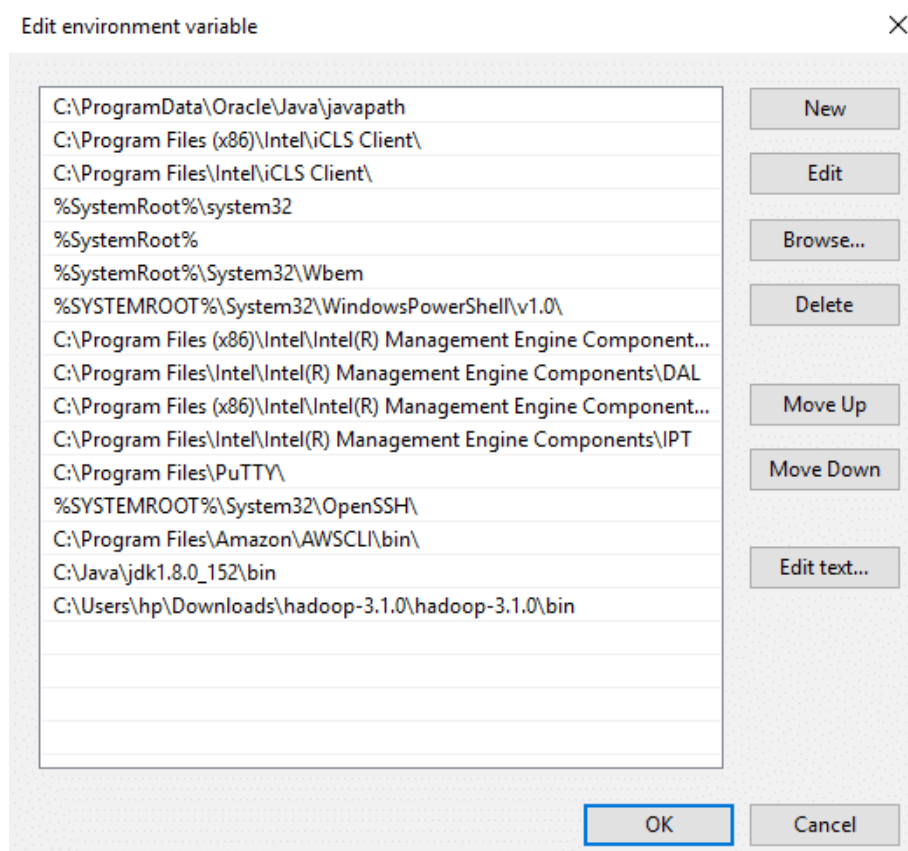 Edit environment variable
C:\ProgramData\Oracle\Java\javapath
C:\Program Files (x86)\Intel\iCLS Client\
C:\Program Files\Intel\iCLS Client\
%SystemRoot%\system32
%SystemRoot%
%SystemRoot%\System32\Wbem
%SYSTEMROOT%\System32\WindowsPowerShell\v1.0\
C:\Program Files (x86)\Intel\Intel(R) Management Engine Component...
C:\Program Files\Intel\Intel(R) Management Engine Components\DAL
C:\Program Files (x86)\Intel\Intel(R) Management Engine Component...
C:\Program Files\Intel\Intel(R) Management Engine Components\IPT
C:\Program Files\PuTTY\
%SYSTEMROOT%\System32\OpenSSH\
C:\Program Files\Amazon\AWSCLI\bin\
C:\Java\jdk1.8.0_152\bin
C:\Users\hp\Downloads\hadoop-3.1.0\hadoop-3.1.0\bin
New
Edit
Browse...
Delete
Move Up
Move Down
Edit text...
OK
Cancel